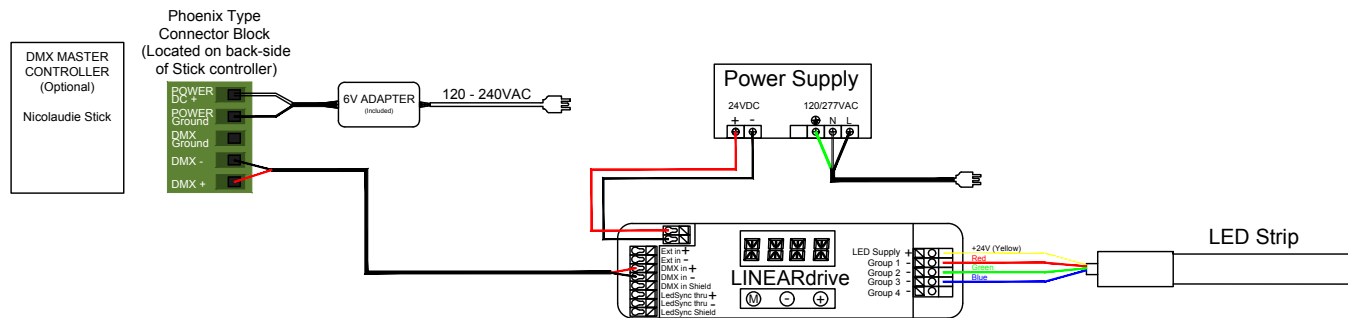 DMX MASTER
CONTROLLER
(Optional)
Nicolaudie Stick
Phoenix Type
Connector Block
(Located on back-side
of Stick controller)
POWER
DC +
POWER
Ground
DMX
Ground
DMX -
DMX +
6V ADAPTER
(Included)
120 - 240VAC
Power Supply
24VDC
120/277VAC
+ -
N L
Ext in +
Ext in -
DMX in +
DMX in -
DMX in Shield
LedSync thru +
LedSync thru -
LedSync Shield
LINEARdrive
M - +
LED Supply +
Group 1 -
Group 2 -
Group 3 -
Group 4 -
+24V (Yellow)
Red
Green
Blue
LED Strip